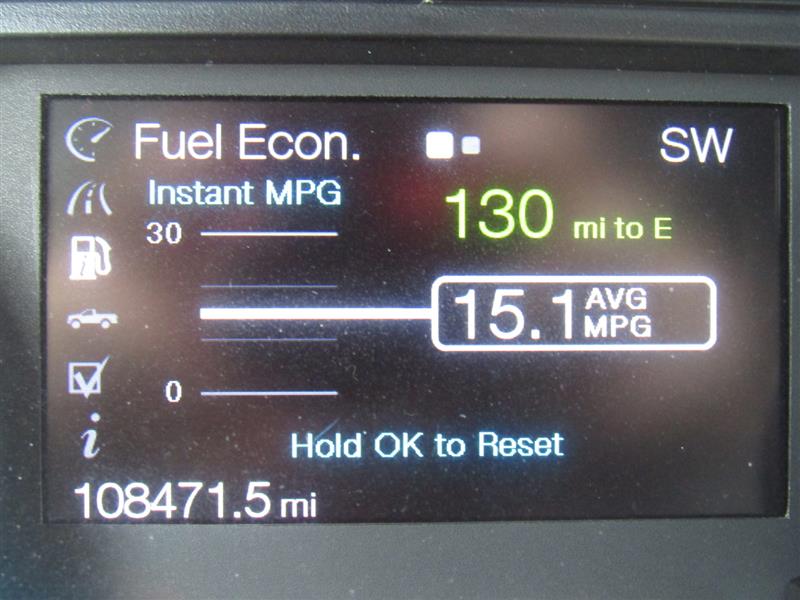 Fuel Econ.
SW
Instant MPG
130 mi to E
30
15.1 AVG MPG
0
i
Hold OK to Reset
108471.5 mi